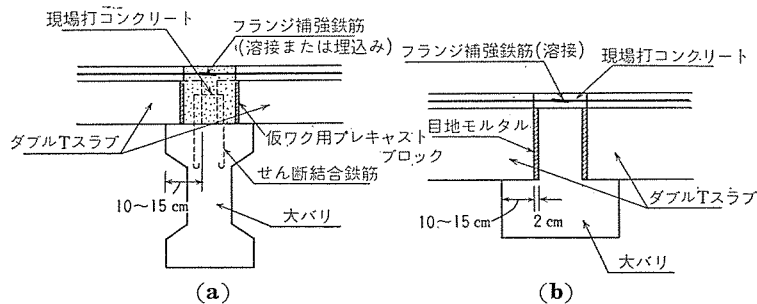 現場打コンクリート
フランジ補強鉄筋
(溶接または埋込み)
ダブルTスラブ
仮ワク用プレキャスト
ブロック
せん断結合鉄筋
10〜15 cm
大バリ
(a)
フランジ補強鉄筋(溶接)
現場打コンクリート
目地モルタル
ダブルTスラブ
10〜15 cm
2 cm
大バリ
(b)